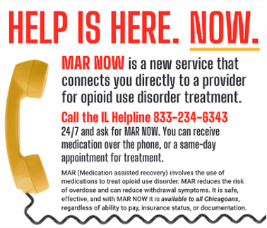 HELP IS HERE. NOW.
MAR NOW is a new service that
connects you directly to a provider
for opioid use disorder treatment.
Call the IL Helpline 833-234-6343
24/7 and ask for MAR NOW. You can receive
medication over the phone, or a same-day
appointment for treatment.
MAR (Medication assisted recovery) involves the use of
medications to treat opioid use disorder. MAR reduces the risk
of overdose and can reduce withdrawal symptoms. It is safe,
effective, and with MAR NOW it is available to all Chicagoans,
regardless of ability to pay, insurance status, or documentation.